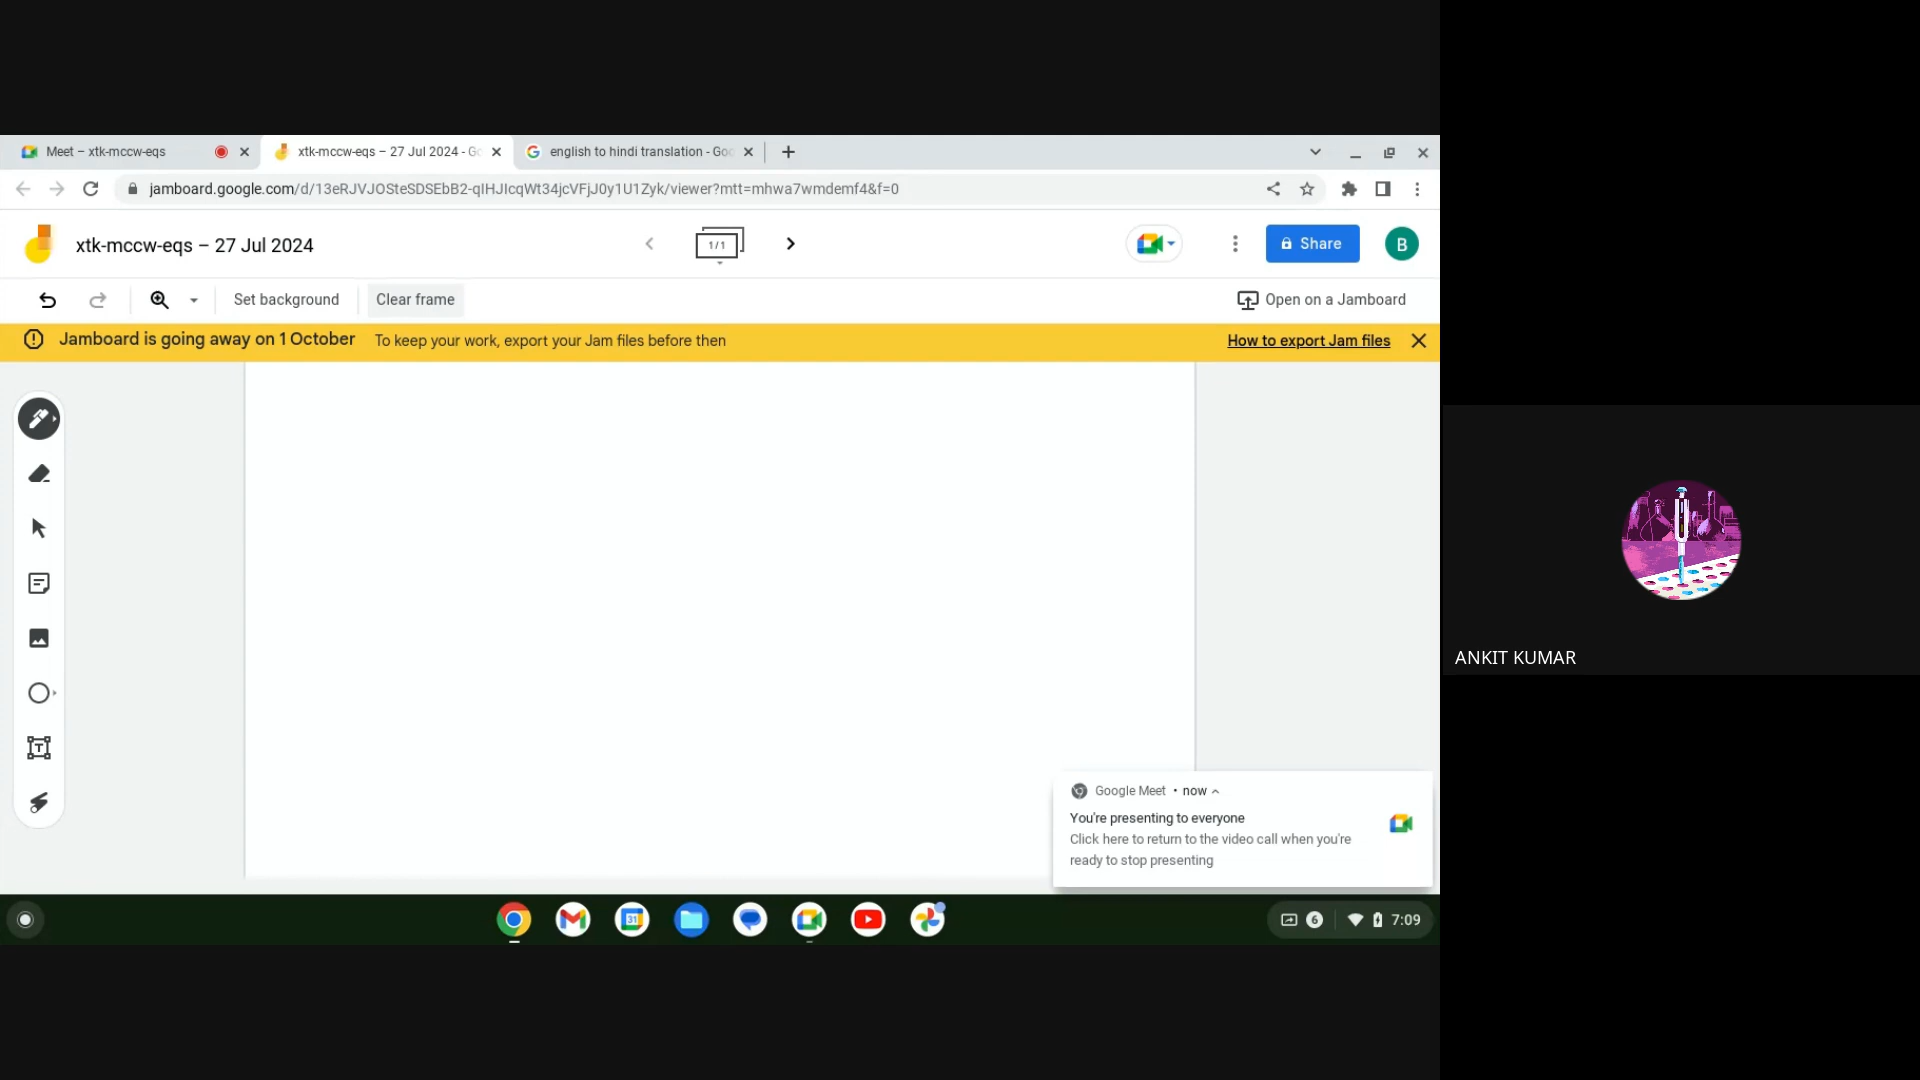 Meet – xtk-mccw-eqs
xtk-mccw-eqs – 27 Jul 2024 - Go
english to hindi translation - Goo
jamboard.google.com/d/13eRJVJOSteSDSEbB2-qIHJIcqWt34jcVFjJ0y1U1Zyk/viewer?mtt=mhwa7wmdemf4&f=0
xtk-mccw-eqs – 27 Jul 2024
1/1
Share
B
Set background
Clear frame
Open on a Jamboard
Jamboard is going away on 1 October To keep your work, export your Jam files before then
How to export Jam files
T
Google Meet • now
You're presenting to everyone
Click here to return to the video call when you're
ready to stop presenting
ANKIT KUMAR
31
6
7:09